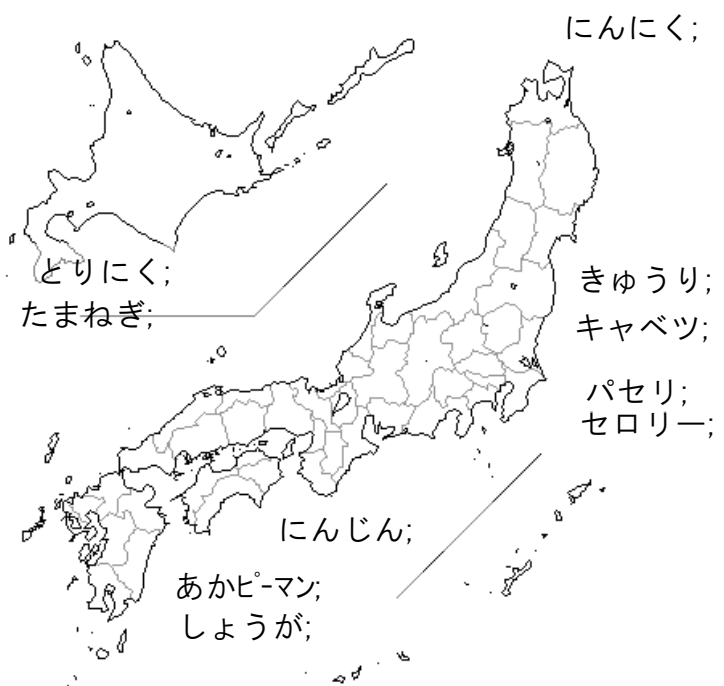 にんにく;
とりにく;
たまねぎ;
きゅうり;
キャベツ;
パセリ;
セロリー;
にんじん;
あかﾋﾟｰマン;
しょうが;